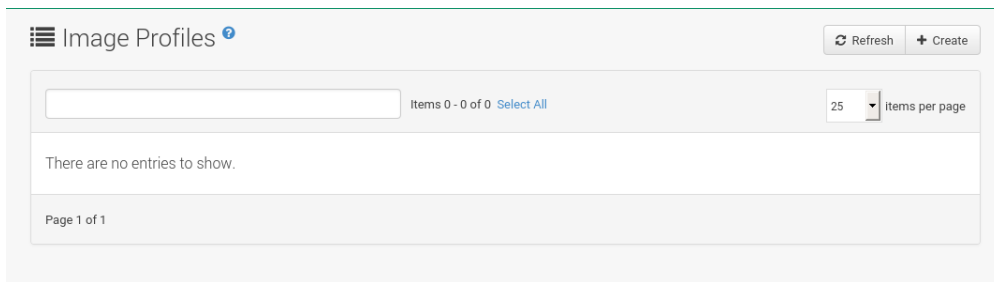 Image Profiles ?
Refresh + Create
Items 0 - 0 of 0 Select All 25 items per page
There are no entries to show.
Page 1 of 1